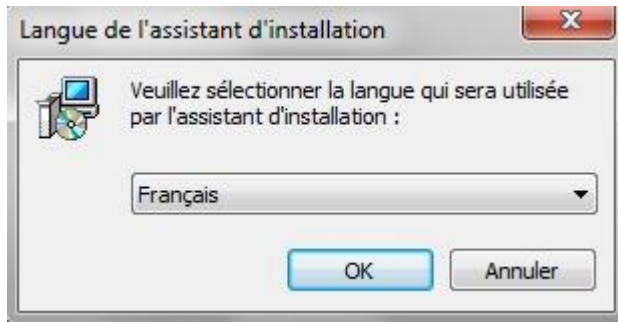 Langue de l'assistant d'installation
Veuillez sélectionner la langue qui sera utilisée
par l'assistant d'installation :
Français
OK
Annuler